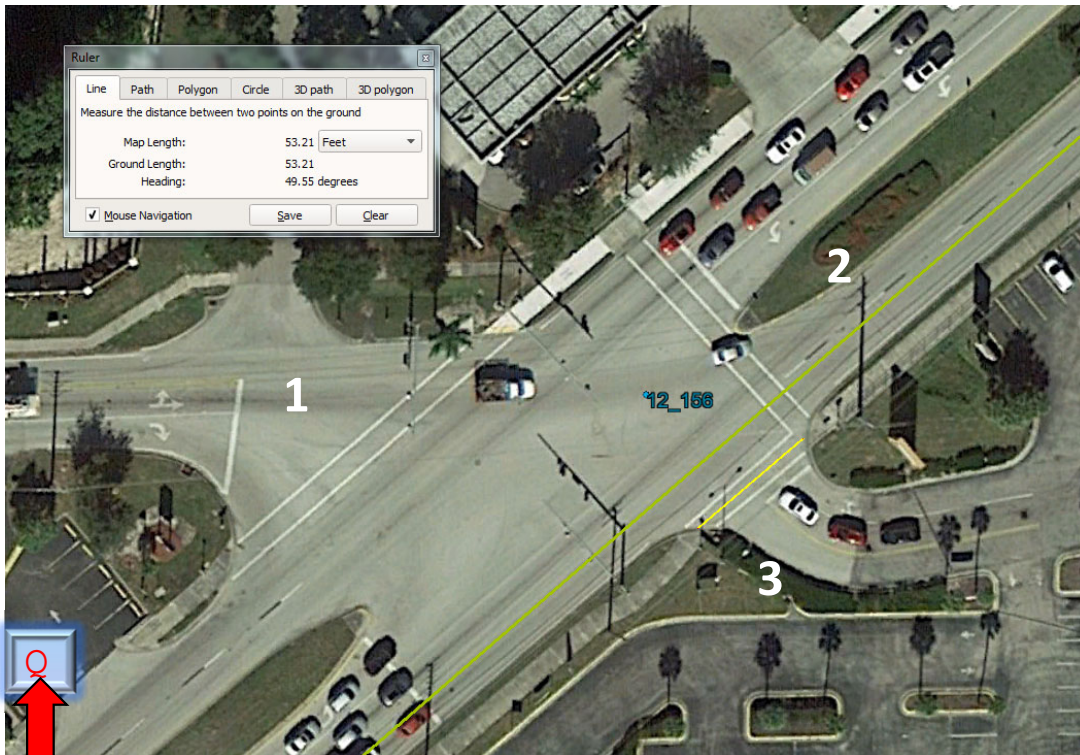 Ruler
Line Path Polygon Circle 3D path 3D polygon
Measure the distance between two points on the ground
Map Length: 53.21 Feet
Ground Length: 53.21
Heading: 49.55 degrees
Mouse Navigation Save Clear
2
1
12_156
3
Q